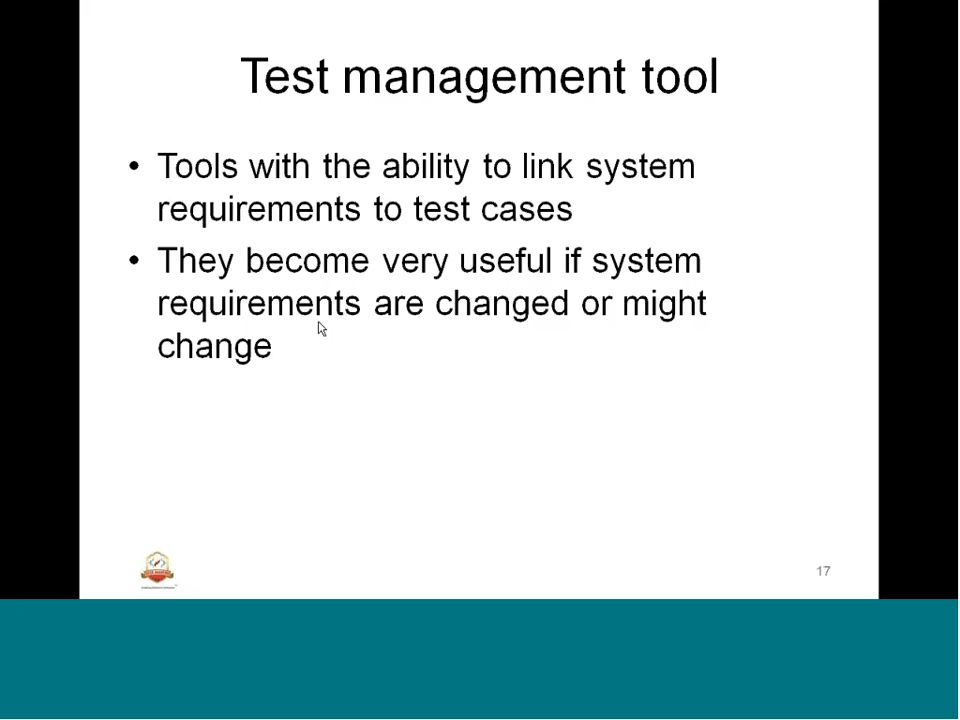 Test management tool
• Tools with the ability to link system
requirements to test cases
• They become very useful if system
requirements are changed or might
change
17